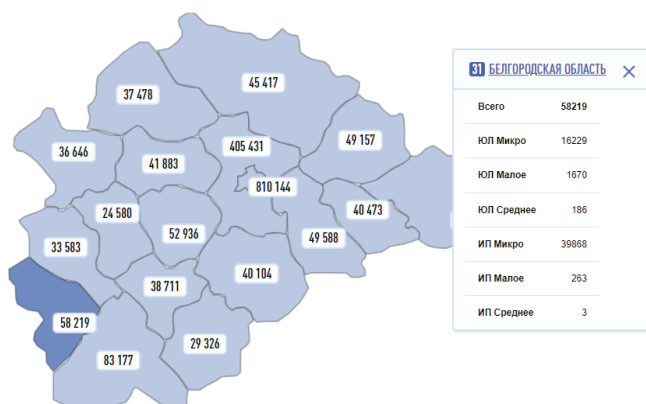 45 417
37 478
405 431
49 157
36 646
41 883
810 144
24 580
40 473
52 936
49 588
33 583
40 104
38 711
58 219
29 326
83 177
31 БЕЛГОРОДСКАЯ ОБЛАСТЬ
Всего 58219
ЮЛ Микро 16229
ЮЛ Малое 1670
ЮЛ Среднее 186
ИП Микро 39868
ИП Малое 263
ИП Среднее 3